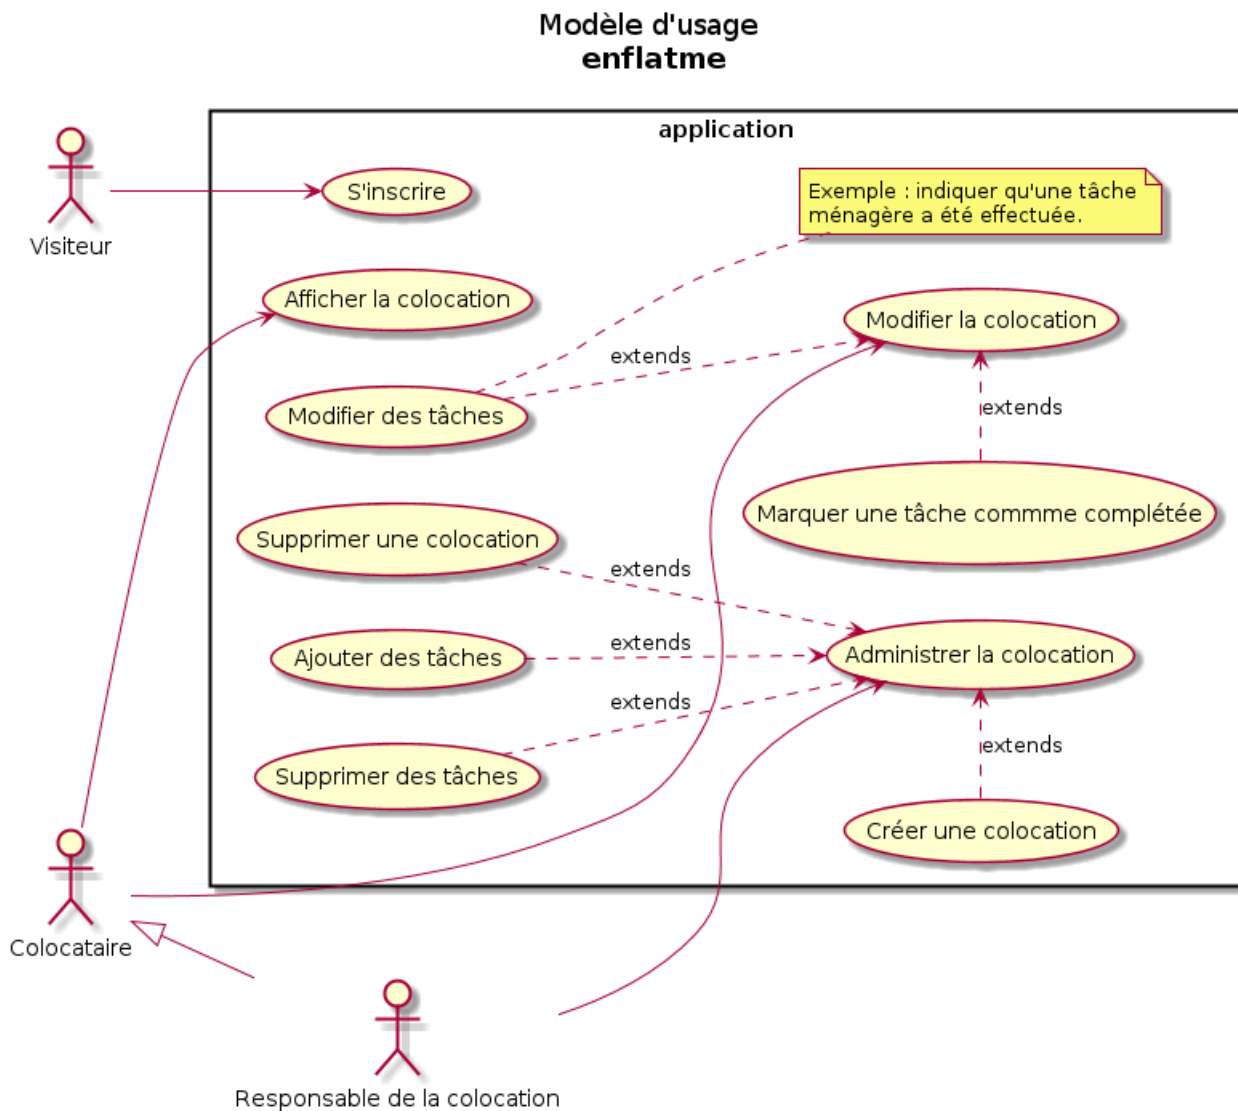 Modèle d'usage
enflatme
application
S'inscrire
Exemple : indiquer qu'une tâche
ménagère a été effectuée.
Visiteur
Afficher la colocation
Modifier la colocation
extends
Modifier des tâches
extends
Marquer une tâche commme complétée
Supprimer une colocation
extends
Ajouter des tâches
extends
Administrer la colocation
extends
Supprimer des tâches
extends
Créer une colocation
Colocataire
Responsable de la colocation